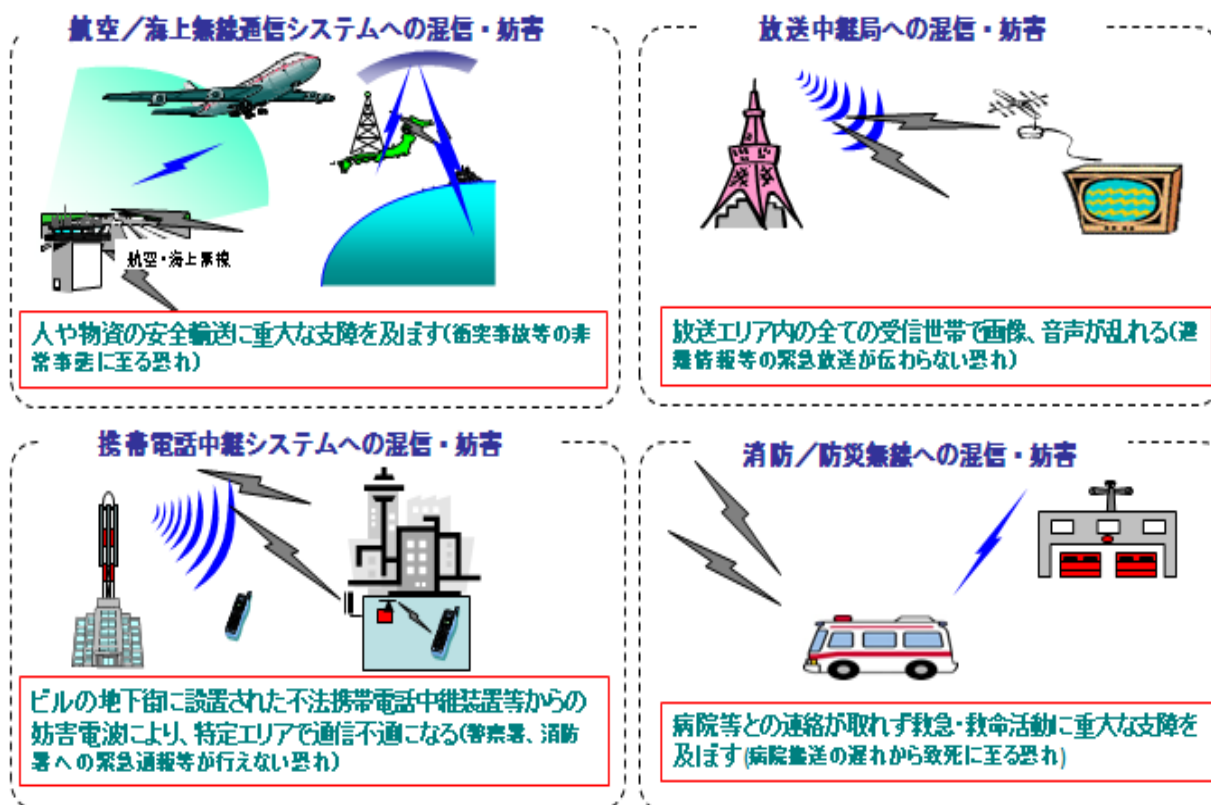 航空／海上無線通信システムへの混信・妨害
航空・海上無線
人や物資の安全輸送に重大な支障を及ぼす(衝突事故等の非
常事態に至る恐れ)
放送中継局への混信・妨害
放送エリア内の全ての受信世帯で画像、音声が乱れる(避
難情報等の緊急放送が伝わらない恐れ)
携帯電話中継システムへの混信・妨害
ビルの地下街に設置された不法携帯電話中継装置等からの
妨害電波により、特定エリアで通信不通になる(警察署、消防
署への緊急通報等が行えない恐れ)
消防／防災無線への混信・妨害
病院等との連絡が取れず救急・救命活動に重大な支障を
及ぼす(病院搬送の遅れから致死に至る恐れ)